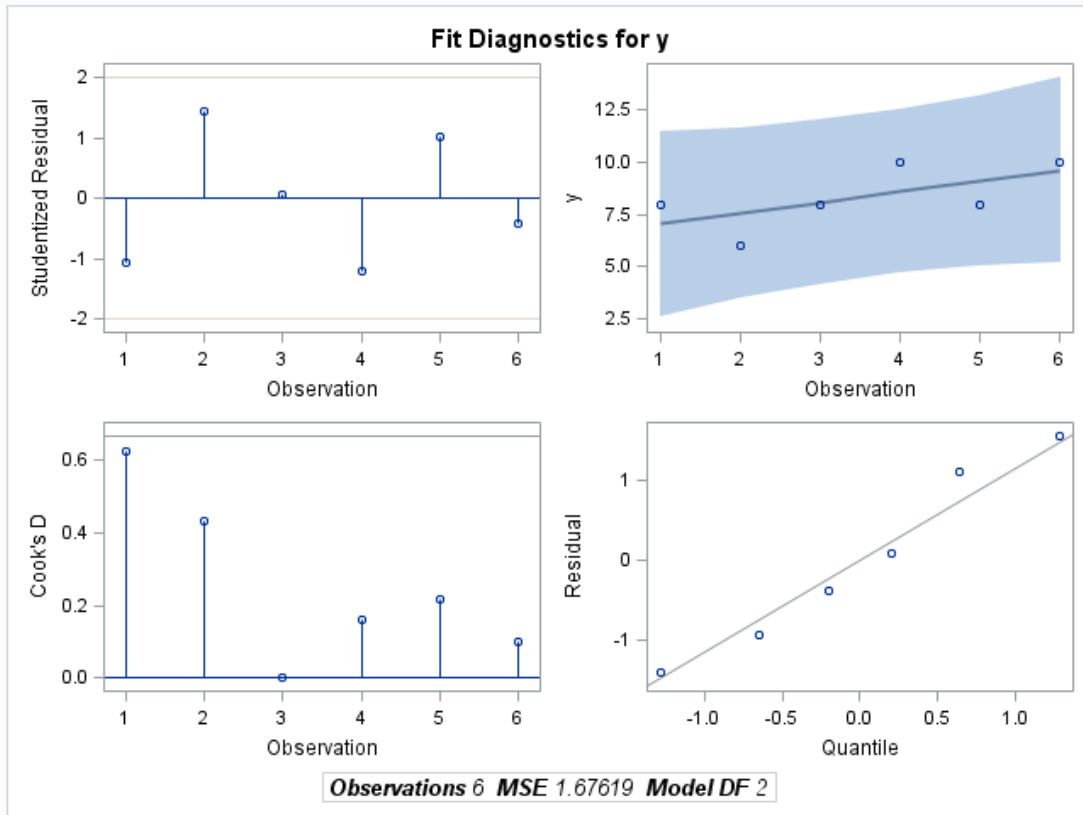 Fit Diagnostics for y
Studentized Residual
2
1
0
-1
-2
1 2 3 4 5 6
Observation
y
12.5
10.0
7.5
5.0
2.5
1 2 3 4 5 6
Observation
Cook's D
0.6
0.4
0.2
0.0
1 2 3 4 5 6
Observation
Residual
1
0
-1
-1.0 -0.5 0.0 0.5 1.0
Quantile
Observations 6 MSE 1.67619 Model DF 2